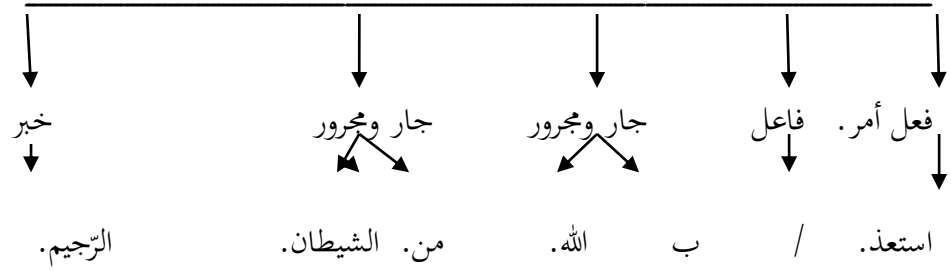 فعل أمر. فاعل جار ومجرور جار ومجرور خبر
استعذ. / ب الله. من. الشيطان. الرّجيم.